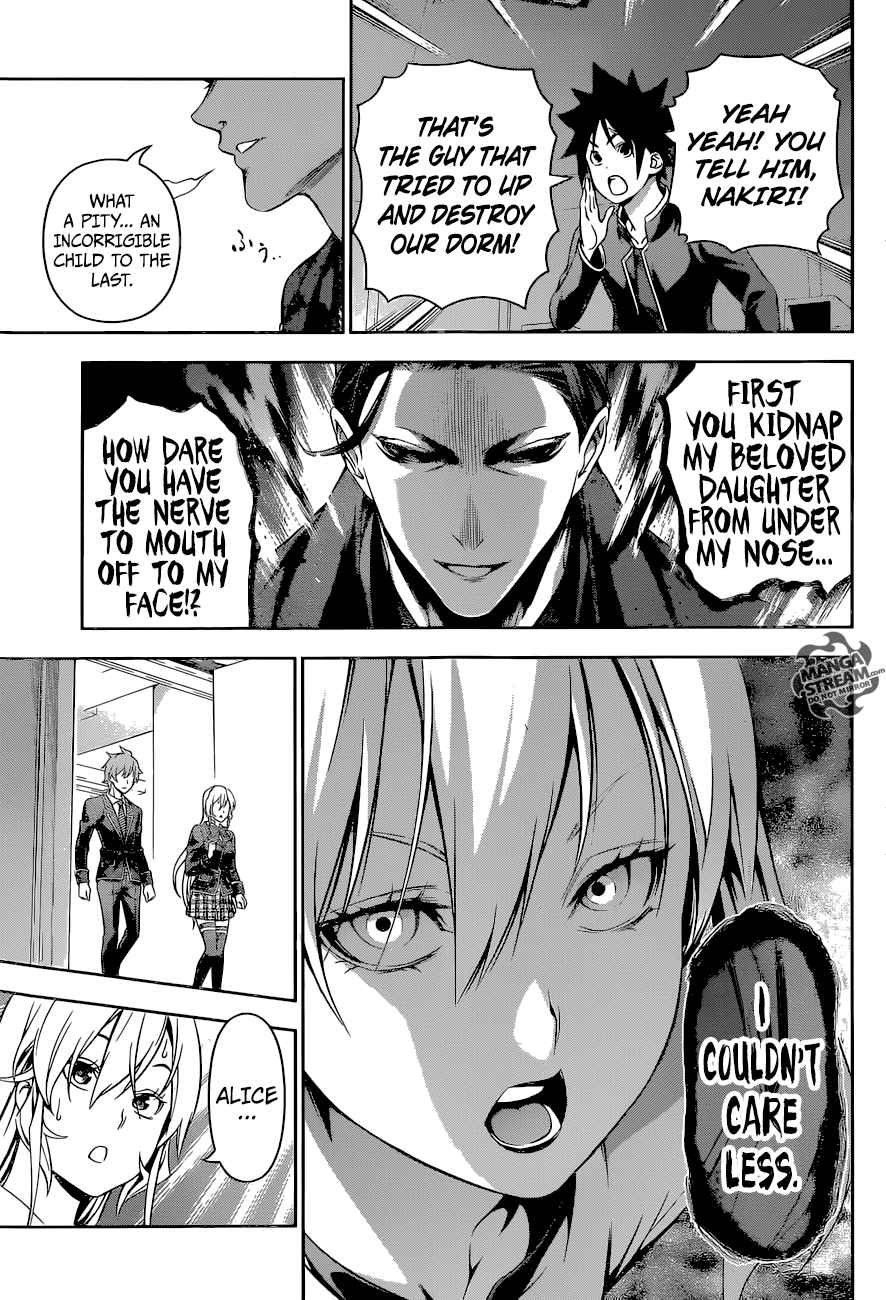 YEAH
YEAH! YOU
TELL HIM,
NAKIRI!
THAT'S
THE GUY THAT
TRIED TO UP
AND DESTROY
OUR DORM!
WHAT
A PITY... AN
INCORRIGIBLE
CHILD TO THE
LAST.
ふぅ..
FIRST
YOU KIDNAP
MY BELOVED
DAUGHTER
FROM UNDER
MY NOSE...
HOW DARE
YOU HAVE
THE NERVE
TO MOUTH
OFF TO MY
FACE!?
MANGA
STREAM.com
DO NOT MIRROR
I
COULDN'T
CARE
LESS.
ALICE
...